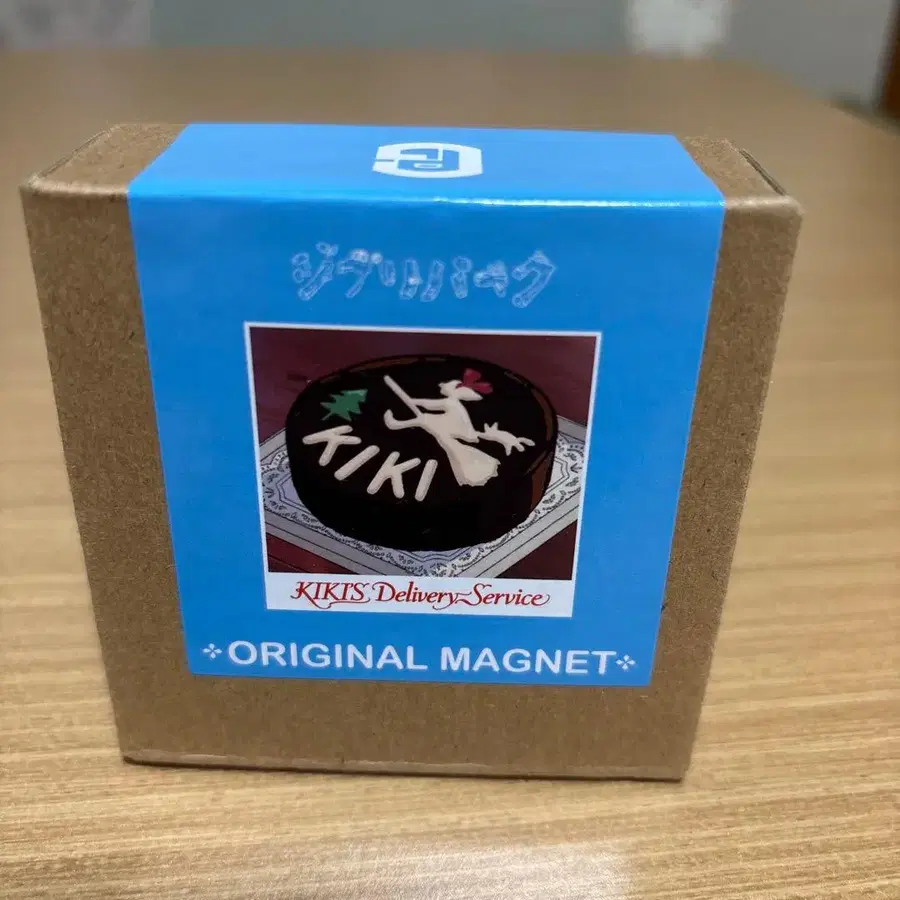 ジブリパーク
KIKI
KIKI'S Delivery Service
ORIGINAL MAGNET